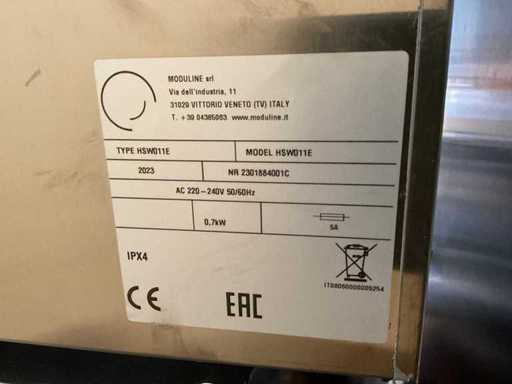 MODULINE srl
Via dell'industria, 11
31029 VITTORIO VENETO (TV) ITALY
T. +39 04385083 www.moduline.it
TYPE HSW011E MODEL HSW011E
2023 NR 2301884001C
AC 220-240V 50/60Hz
0,7kW 5A
IPX4
CE EAC